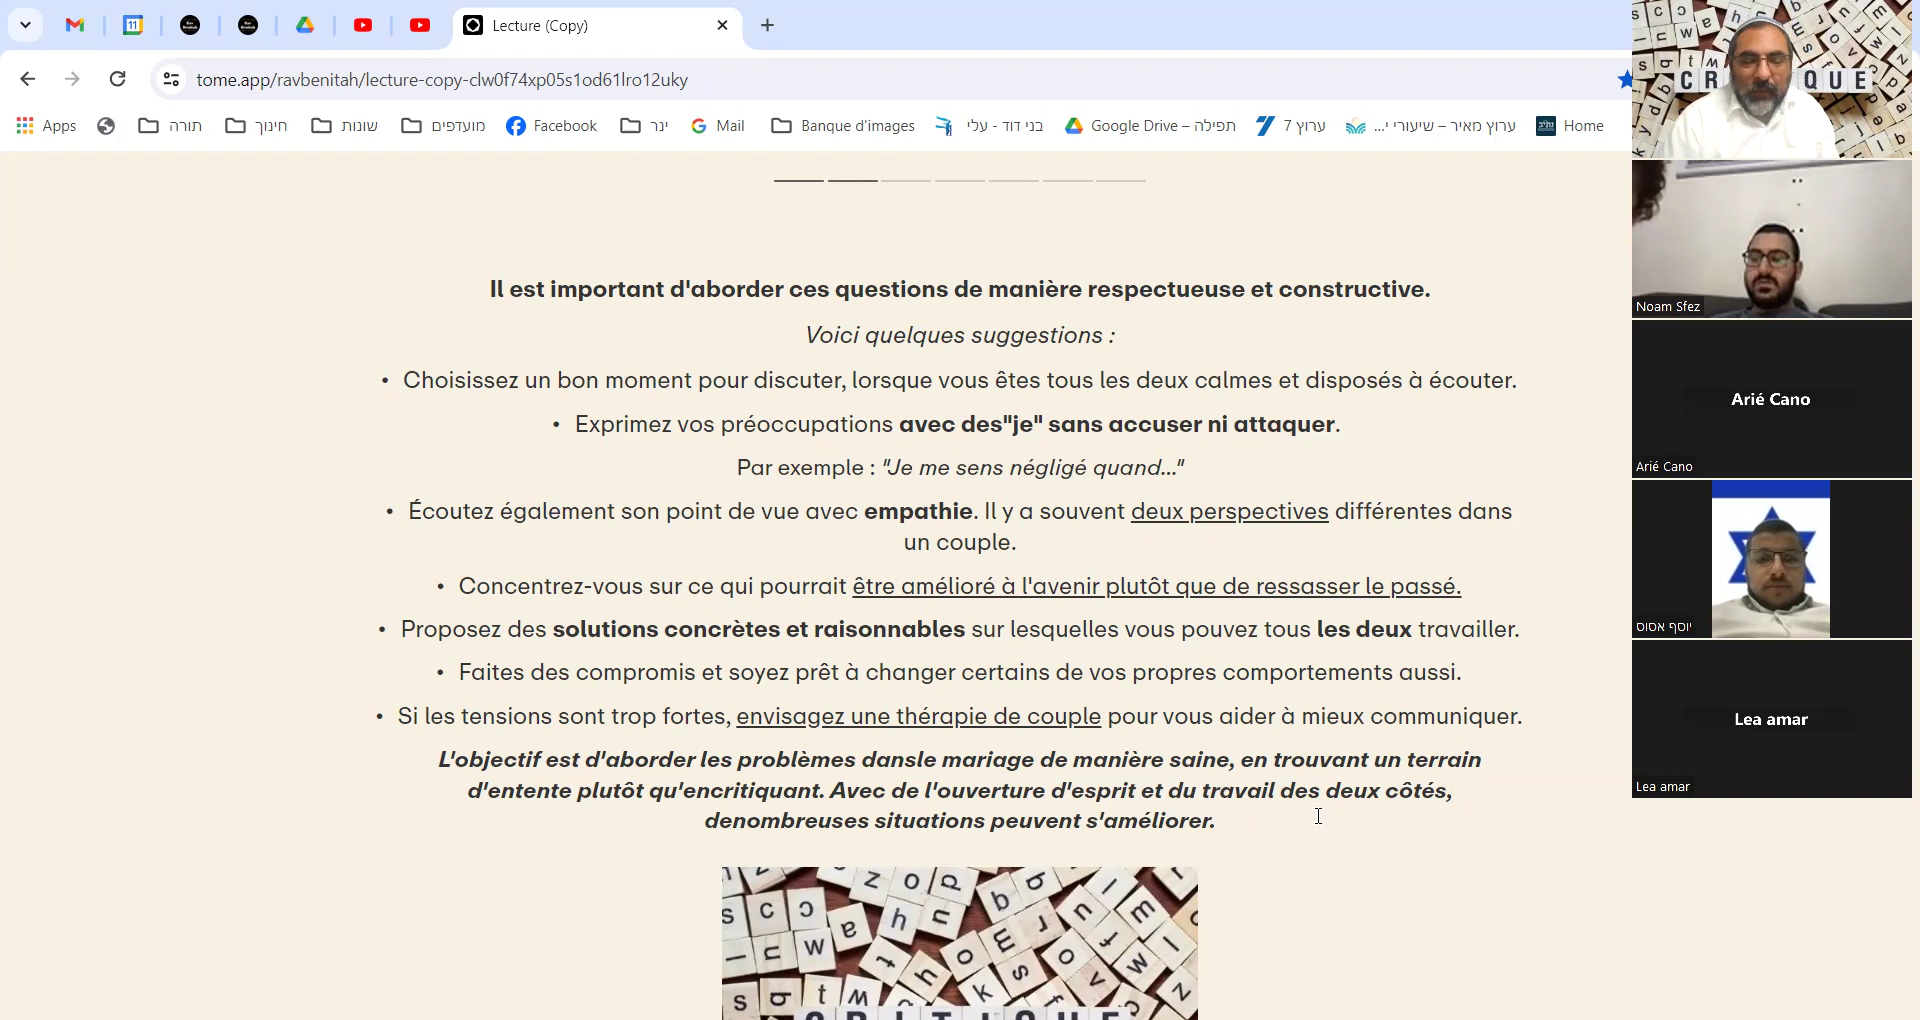 Lecture (Copy)
tome.app/ravbenitah/lecture-copy-clw0f74xp05s1od61lro12uky
Apps
תורה
חינוך
שונות
מועדפים
Facebook
ינר
Mail
Banque d'images
בני דוד - עלי
Google Drive – תפילה
ערוץ 7
ערוץ מאיר – שיעורי י...
Home
Il est important d'aborder ces questions de manière respectueuse et constructive.
Voici quelques suggestions :
• Choisissez un bon moment pour discuter, lorsque vous êtes tous les deux calmes et disposés à écouter.
• Exprimez vos préoccupations avec des"je" sans accuser ni attaquer.
Par exemple : "Je me sens négligé quand..."
• Écoutez également son point de vue avec empathie. Il y a souvent deux perspectives différentes dans
un couple.
• Concentrez-vous sur ce qui pourrait être amélioré à l'avenir plutôt que de ressasser le passé.
• Proposez des solutions concrètes et raisonnables sur lesquelles vous pouvez tous les deux travailler.
• Faites des compromis et soyez prêt à changer certains de vos propres comportements aussi.
• Si les tensions sont trop fortes, envisagez une thérapie de couple pour vous aider à mieux communiquer.
L'objectif est d'aborder les problèmes dansle mariage de manière saine, en trouvant un terrain
d'entente plutôt qu'encritiquant. Avec de l'ouverture d'esprit et du travail des deux côtés,
denombreuses situations peuvent s'améliorer.
CRITIQUE
Noam Sfez
Arié Cano
Arié Cano
יוסף אסוס
Lea amar
Lea amar